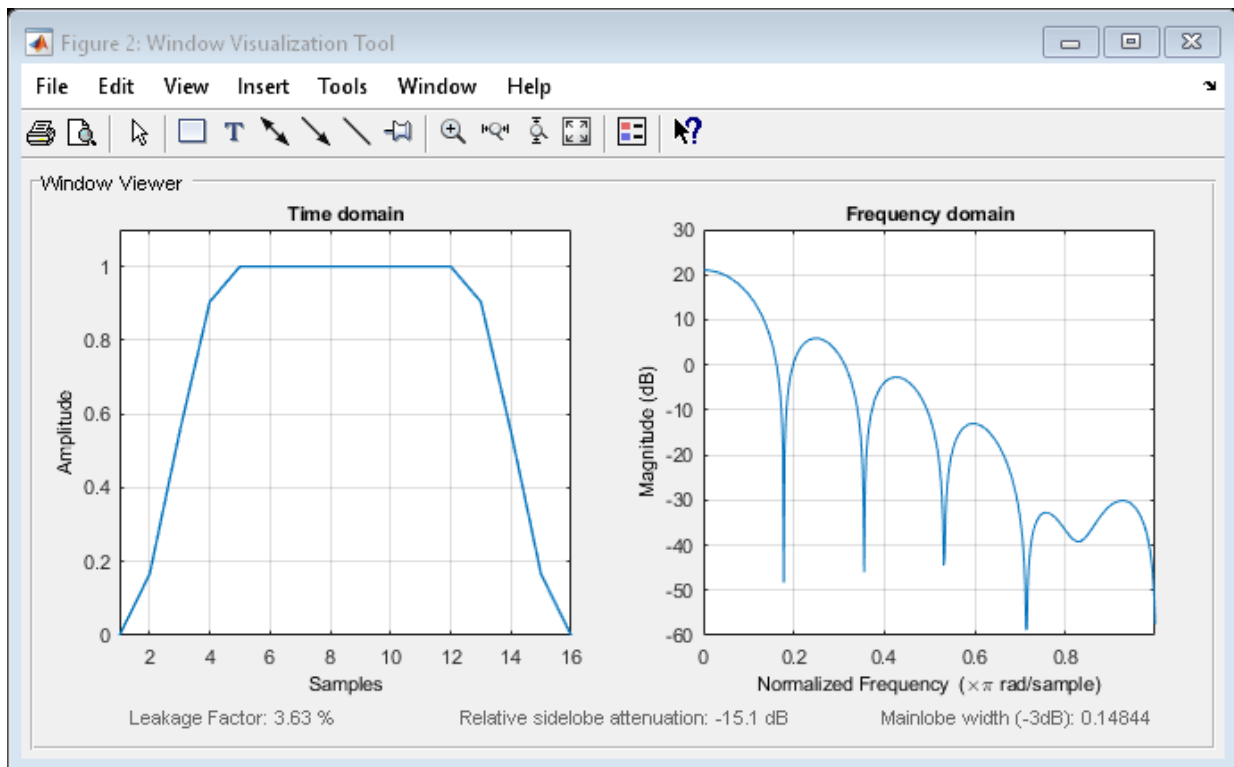 Figure 2: Window Visualization Tool
File Edit View Insert Tools Window Help
T
?
Window Viewer
Time domain
1
0.8
0.6
0.4
0.2
0
2 4 6 8 10 12 14 16
Amplitude
Samples
Frequency domain
30
20
10
0
-10
-20
-30
-40
-50
-60
0 0.2 0.4 0.6 0.8
Magnitude (dB)
Normalized Frequency (×π rad/sample)
Leakage Factor: 3.63 % Relative sidelobe attenuation: -15.1 dB Mainlobe width (-3dB): 0.14844